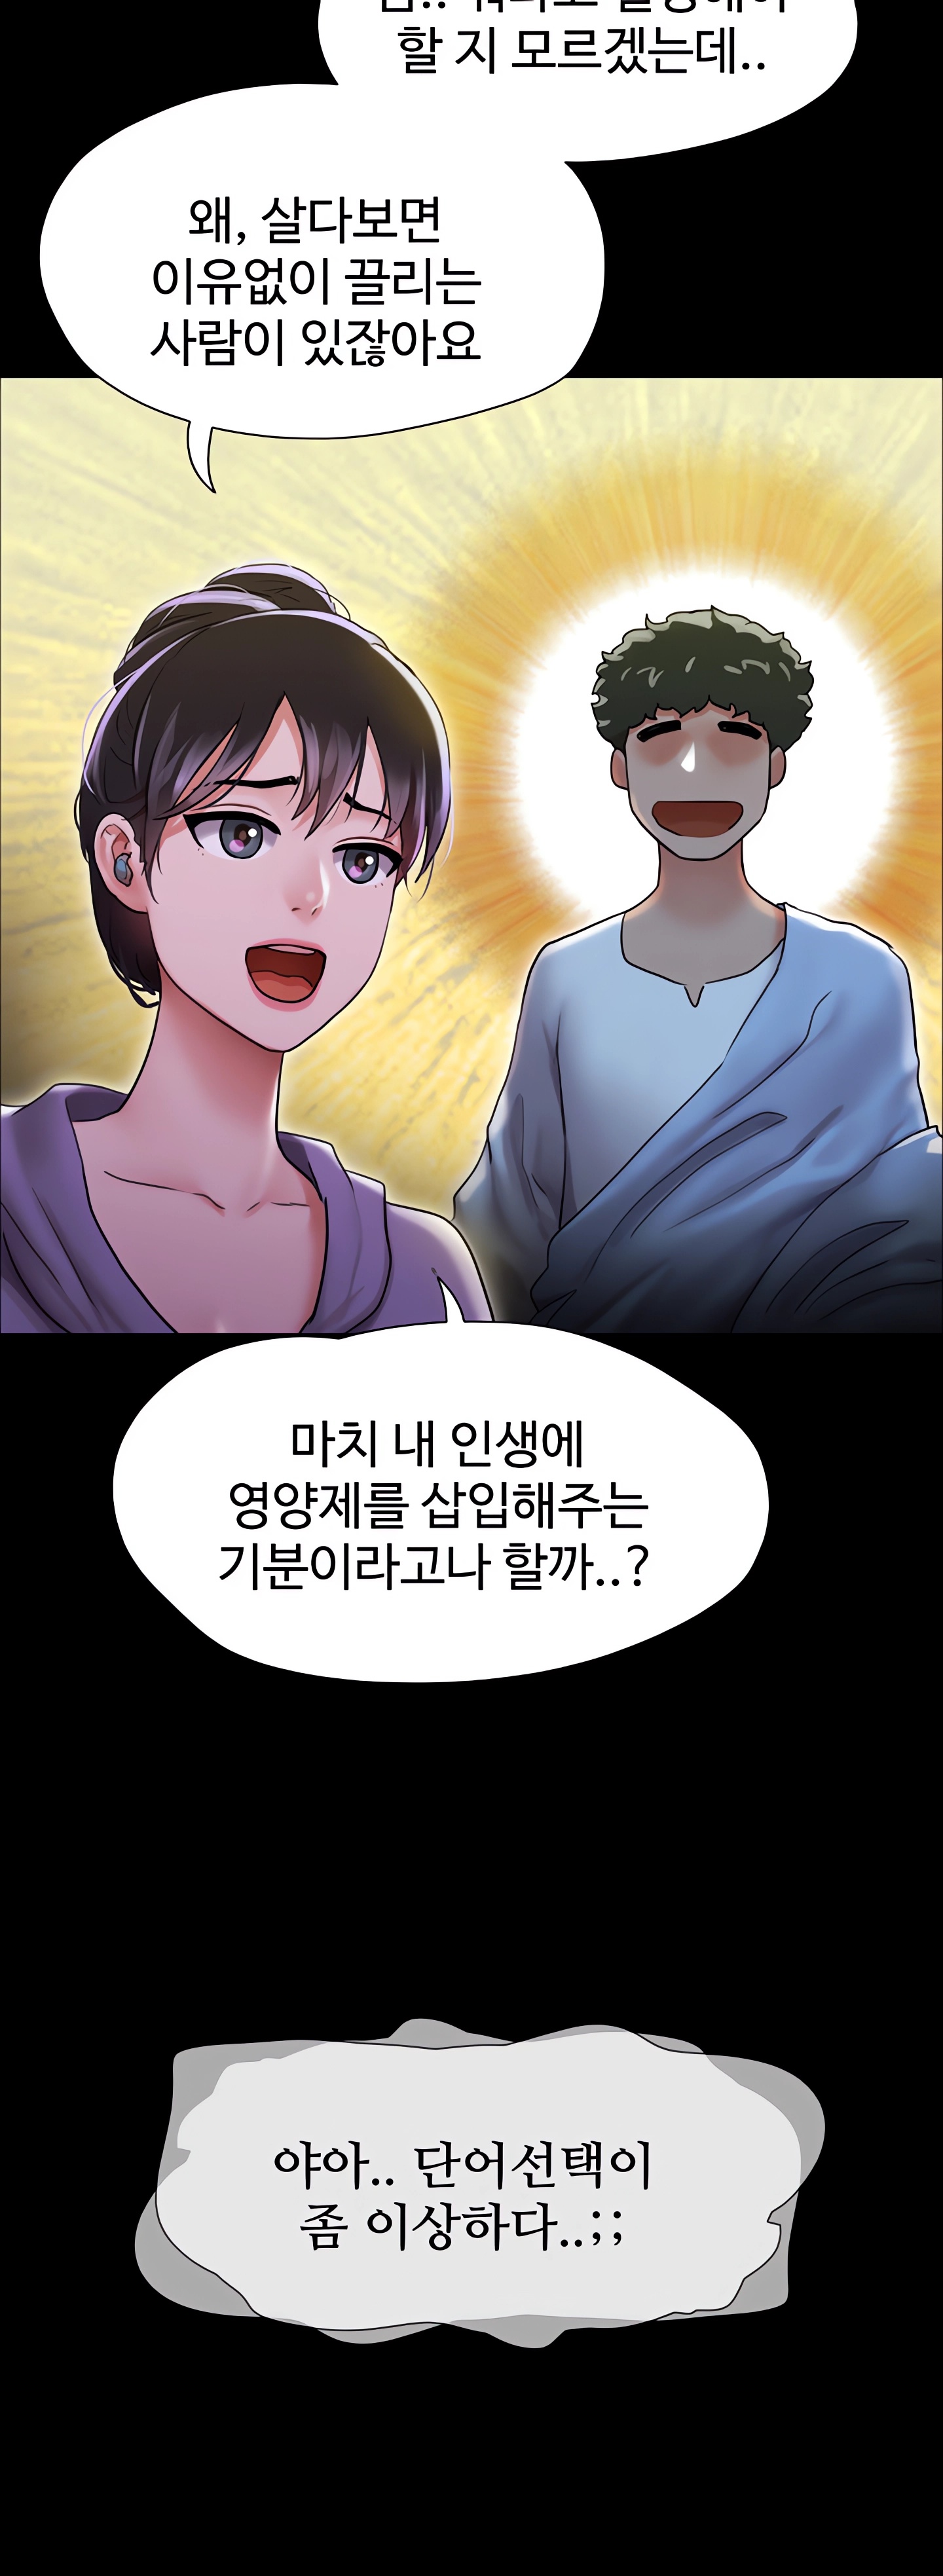 할 지 모르겠는데..
왜, 살다보면
이유없이 끌리는
사람이 있잖아요
마치 내 인생에
영양제를 삽입해주는
기분이라고나 할까..?
야아.. 단어선택이
좀 이상하다..;;